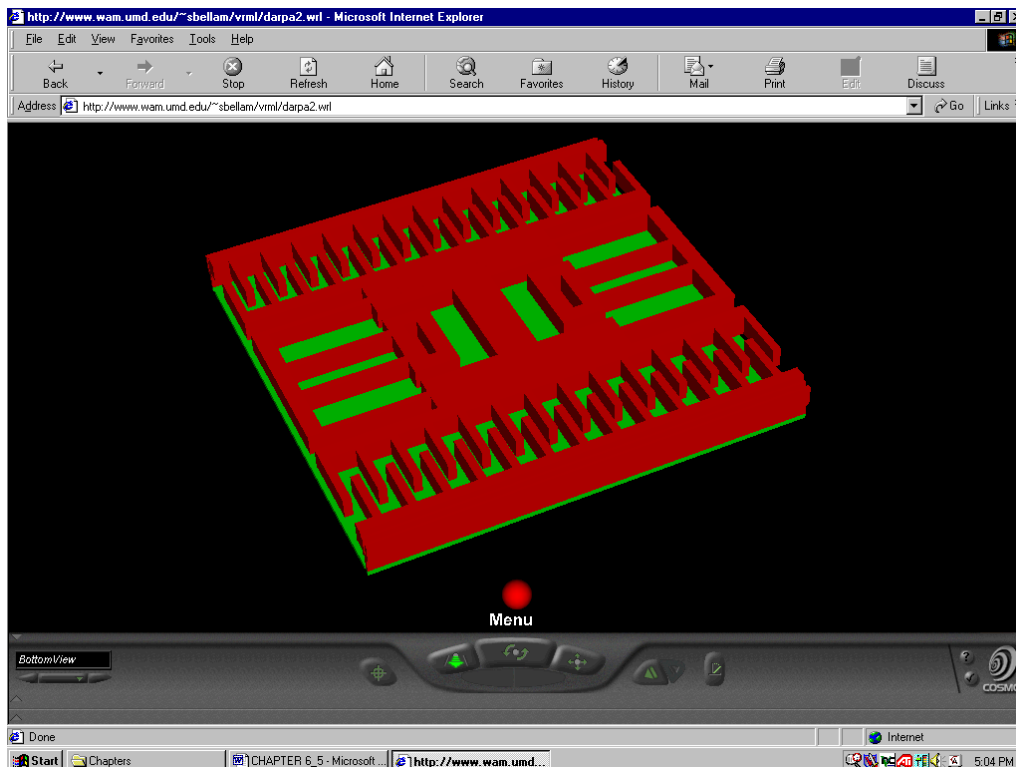 http://www.wam.umd.edu/~sbellam/vrml/darpa2.wrl - Microsoft Internet Explorer
File Edit View Favorites Tools Help
Back Forward Stop Refresh Home Search Favorites History Mail Print Edit Discuss
Address http://www.wam.umd.edu/~sbellam/vrml/darpa2.wrl Go Links
Menu
BottomView
?
COSMO
Done Internet
Start Chapters CHAPTER 6_5 - Microsoft ... http://www.wam.umd... 5:04 PM